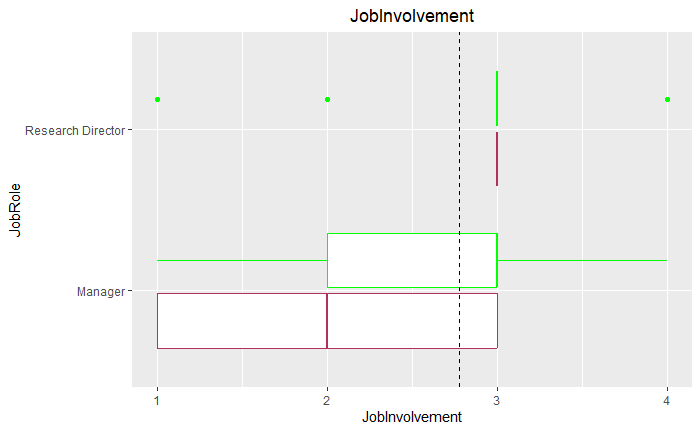 JobInvolvement
Research Director
JobRole
Manager
1 2 3 4
JobInvolvement